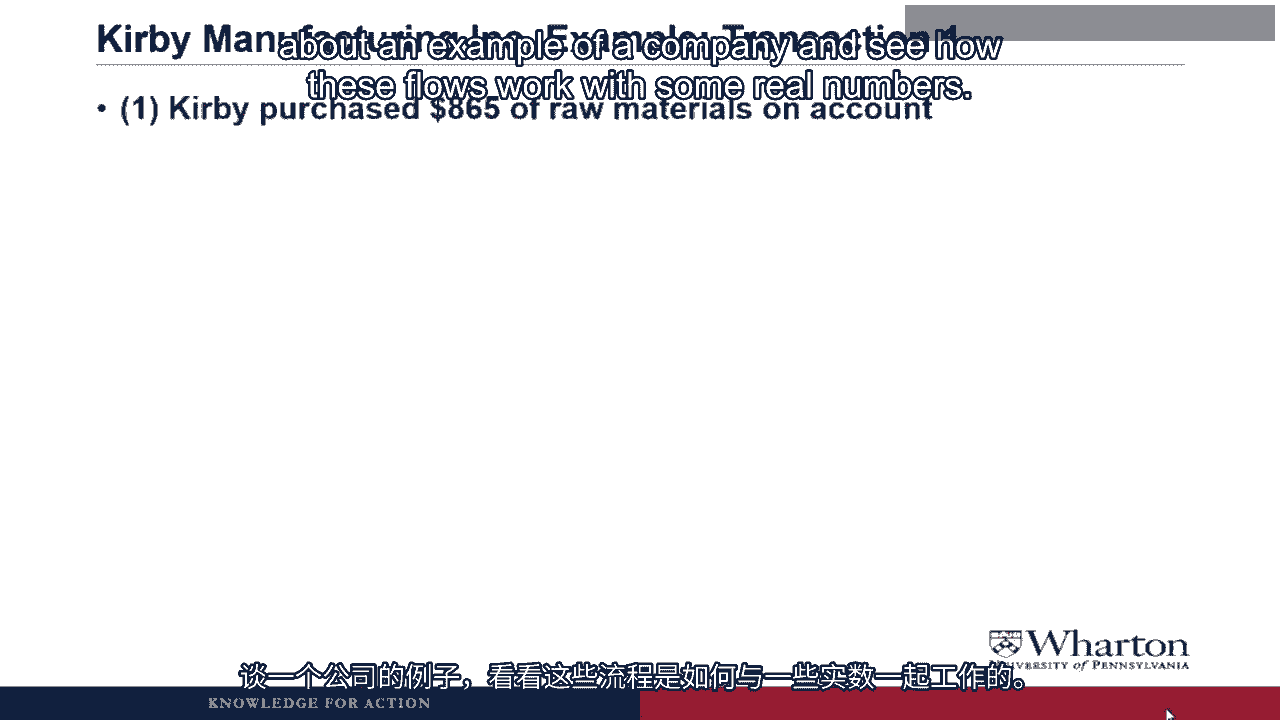 Kirby Manufacturing Inc. Example: Transaction 1
about an example of a company and see how
these flows work with some real numbers.
• (1) Kirby purchased $865 of raw materials on account
Wharton
UNIVERSITY of PENNSYLVANIA
谈一个公司的例子，看看这些流程是如何与一些实数一起工作的。
KNOWLEDGE FOR ACTION